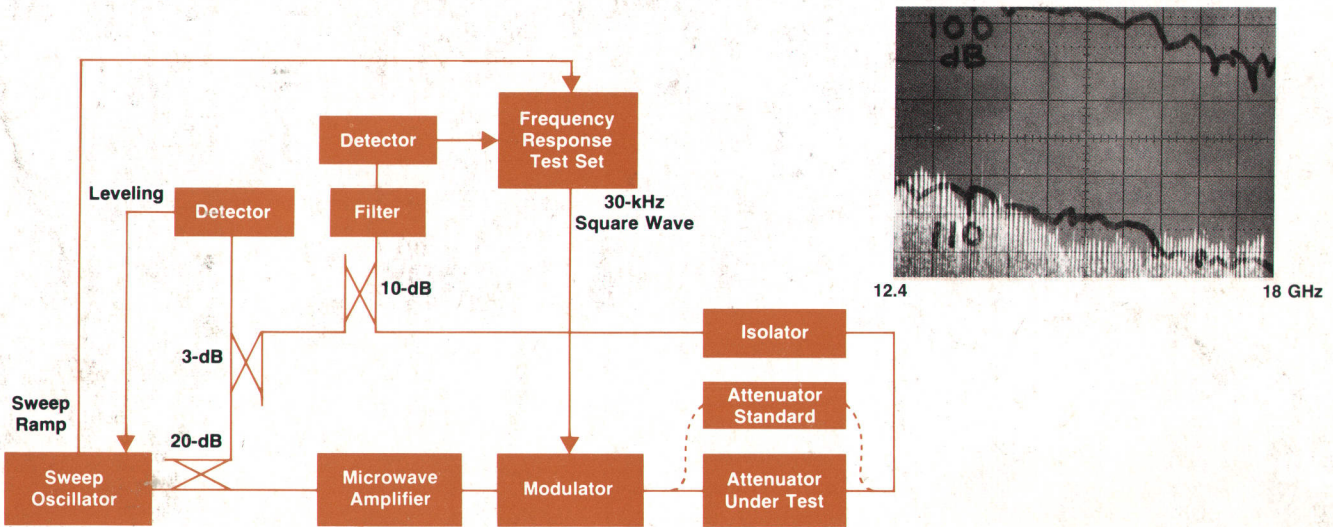 100
dB
110
12.4
18 GHz
Frequency
Response
Test Set
Detector
30-kHz
Square Wave
Leveling
Detector
Filter
10-dB
3-dB
Isolator
Attenuator
Standard
Sweep
Ramp
20-dB
Sweep
Oscillator
Microwave
Amplifier
Modulator
Attenuator
Under Test